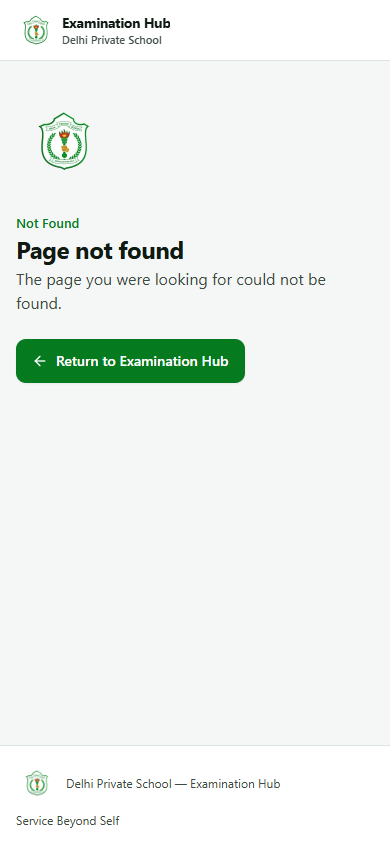 Examination Hub
Delhi Private School
Not Found
Page not found
The page you were looking for could not be
found.
Return to Examination Hub
Delhi Private School — Examination Hub
Service Beyond Self